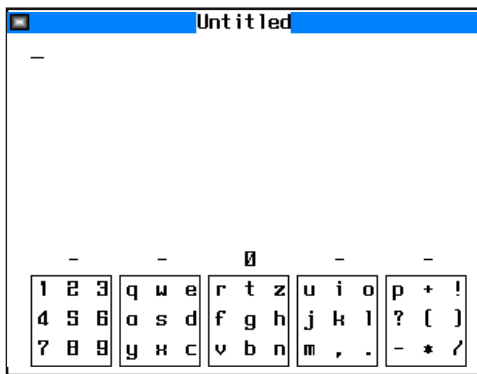 Untitled
_
- - 0 - -
1 2 3 q w e r t z u i o p + !
4 5 6 a s d f g h j k l ? ( )
7 8 9 y x c v b n m , . - * /